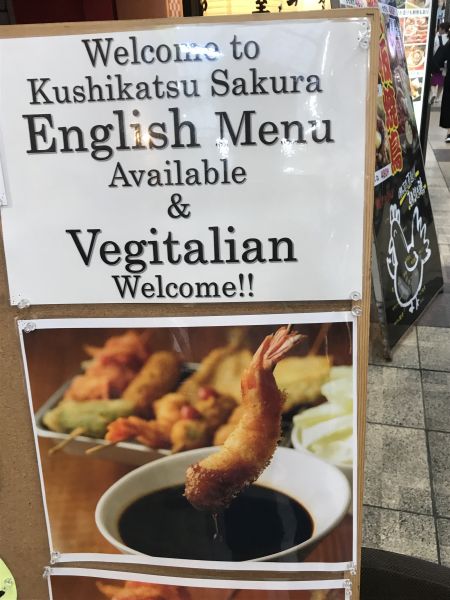 Welcome to
Kushikatsu Sakura
English Menu
Available
&
Vegitalian
Welcome!!